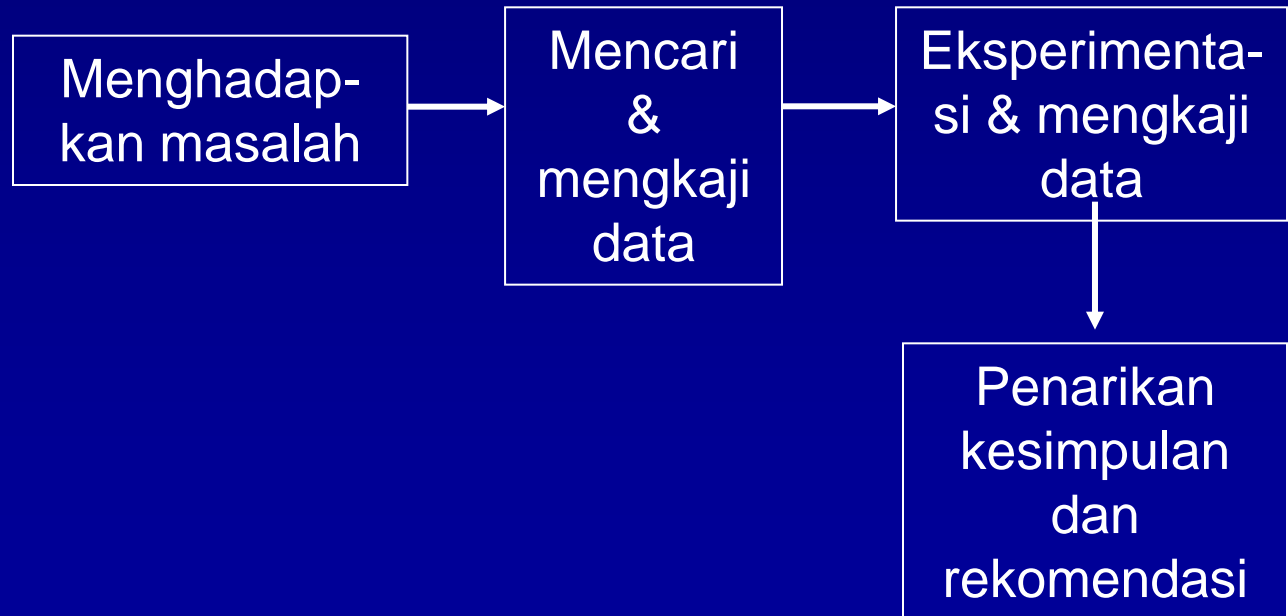 Menghadap-
kan masalah
Mencari
&
mengkaji
data
Eksperimenta-
si & mengkaji
data
Penarikan
kesimpulan
dan
rekomendasi